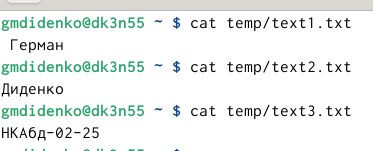 gmdidenko@dk3n55 ~ $ cat temp/text1.txt
Герман
gmdidenko@dk3n55 ~ $ cat temp/text2.txt
Диденко
gmdidenko@dk3n55 ~ $ cat temp/text3.txt
НКАбд-02-25